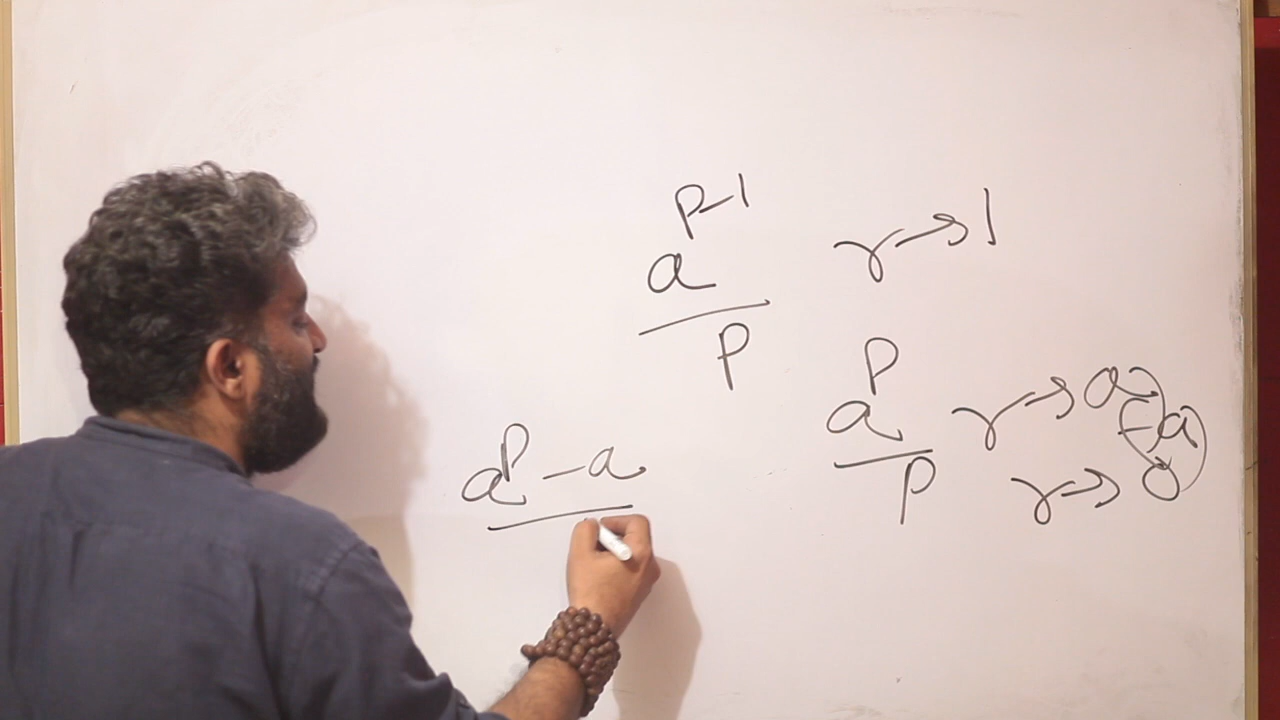 a^(p-1)/p r → 1
a^p/p r → a
-a
r → 0
(a^p - a)/